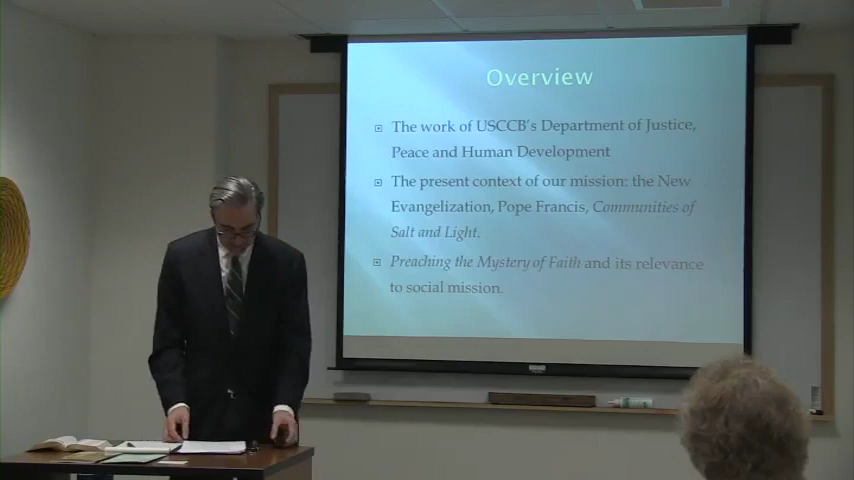 Overview
The work of USCCB's Department of Justice,
Peace and Human Development
The present context of our mission: the New
Evangelization, Pope Francis, Communities of
Salt and Light.
Preaching the Mystery of Faith and its relevance
to social mission.